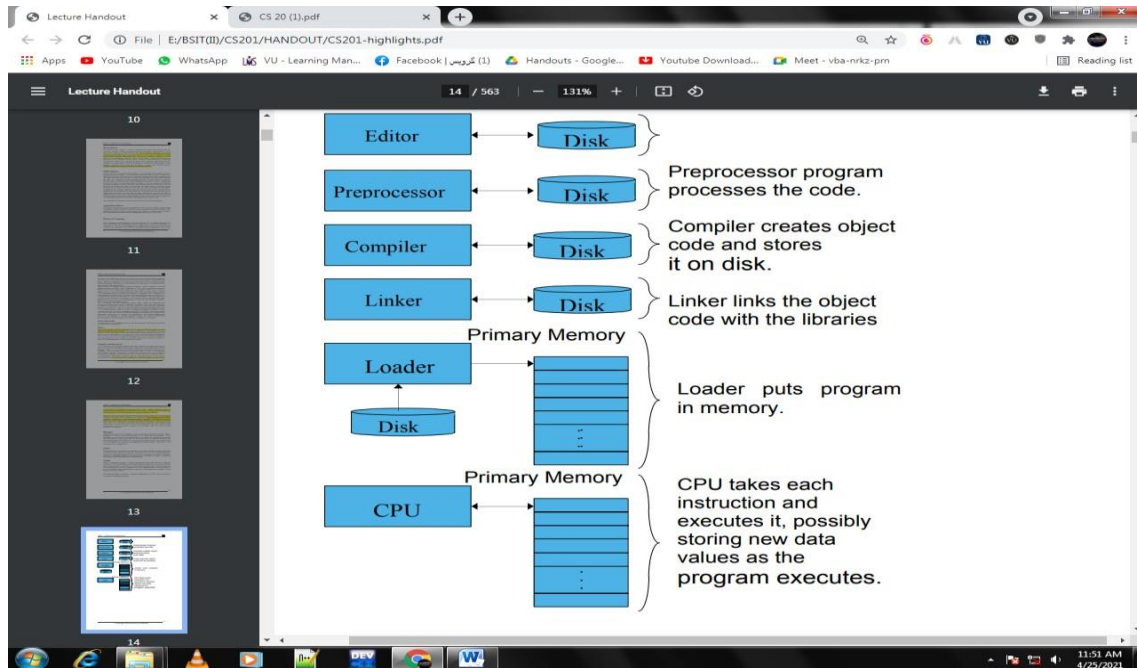 Lecture Handout
CS 20 (1).pdf
File E:/BSIT(II)/CS201/HANDOUT/CS201-highlights.pdf
Apps YouTube WhatsApp VU - Learning Man... Facebook | کرویس (1) Handouts - Google... Youtube Download... Meet - vba-nrkz-prn Reading list
Lecture Handout 14 / 563 131%
10
11
12
13
14
Editor Disk
Preprocessor Disk
Preprocessor program
processes the code.
Compiler Disk
Compiler creates object
code and stores
it on disk.
Linker Disk
Linker links the object
code with the libraries
Primary Memory
Loader
Disk
Loader puts program
in memory.
Primary Memory
CPU
CPU takes each
instruction and
executes it, possibly
storing new data
values as the
program executes.
DEV
11:51 AM
4/25/2021